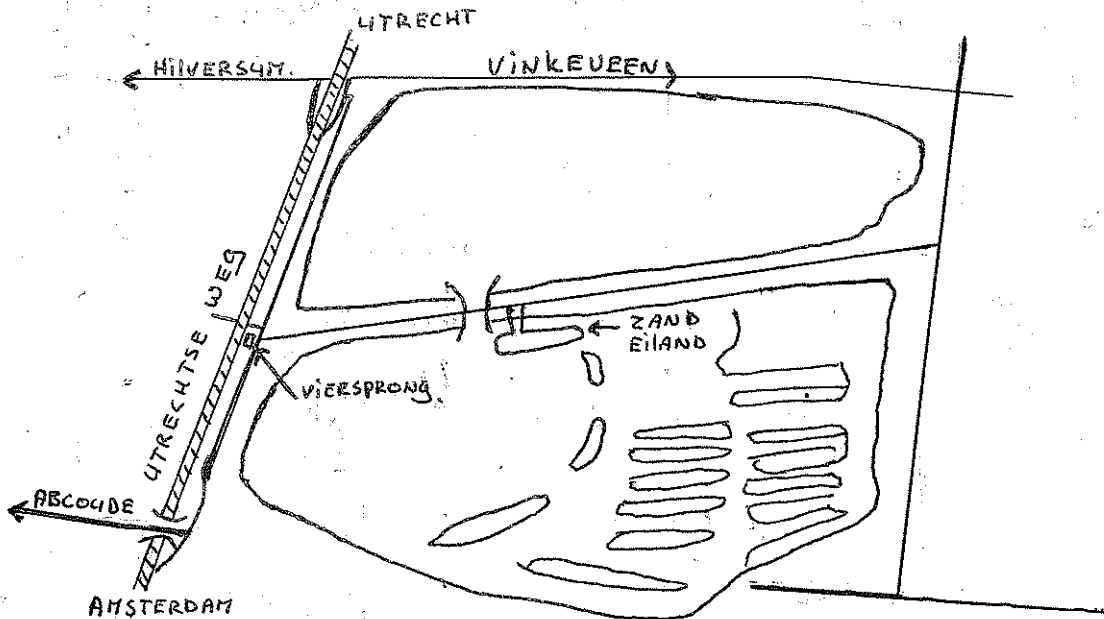 UTRECHT
HILVERSUM.
VINKEVEEN
UTRECHTSE WEG
ZAND
EILAND
VIERSPRONG.
ABCOUDE
AMSTERDAM